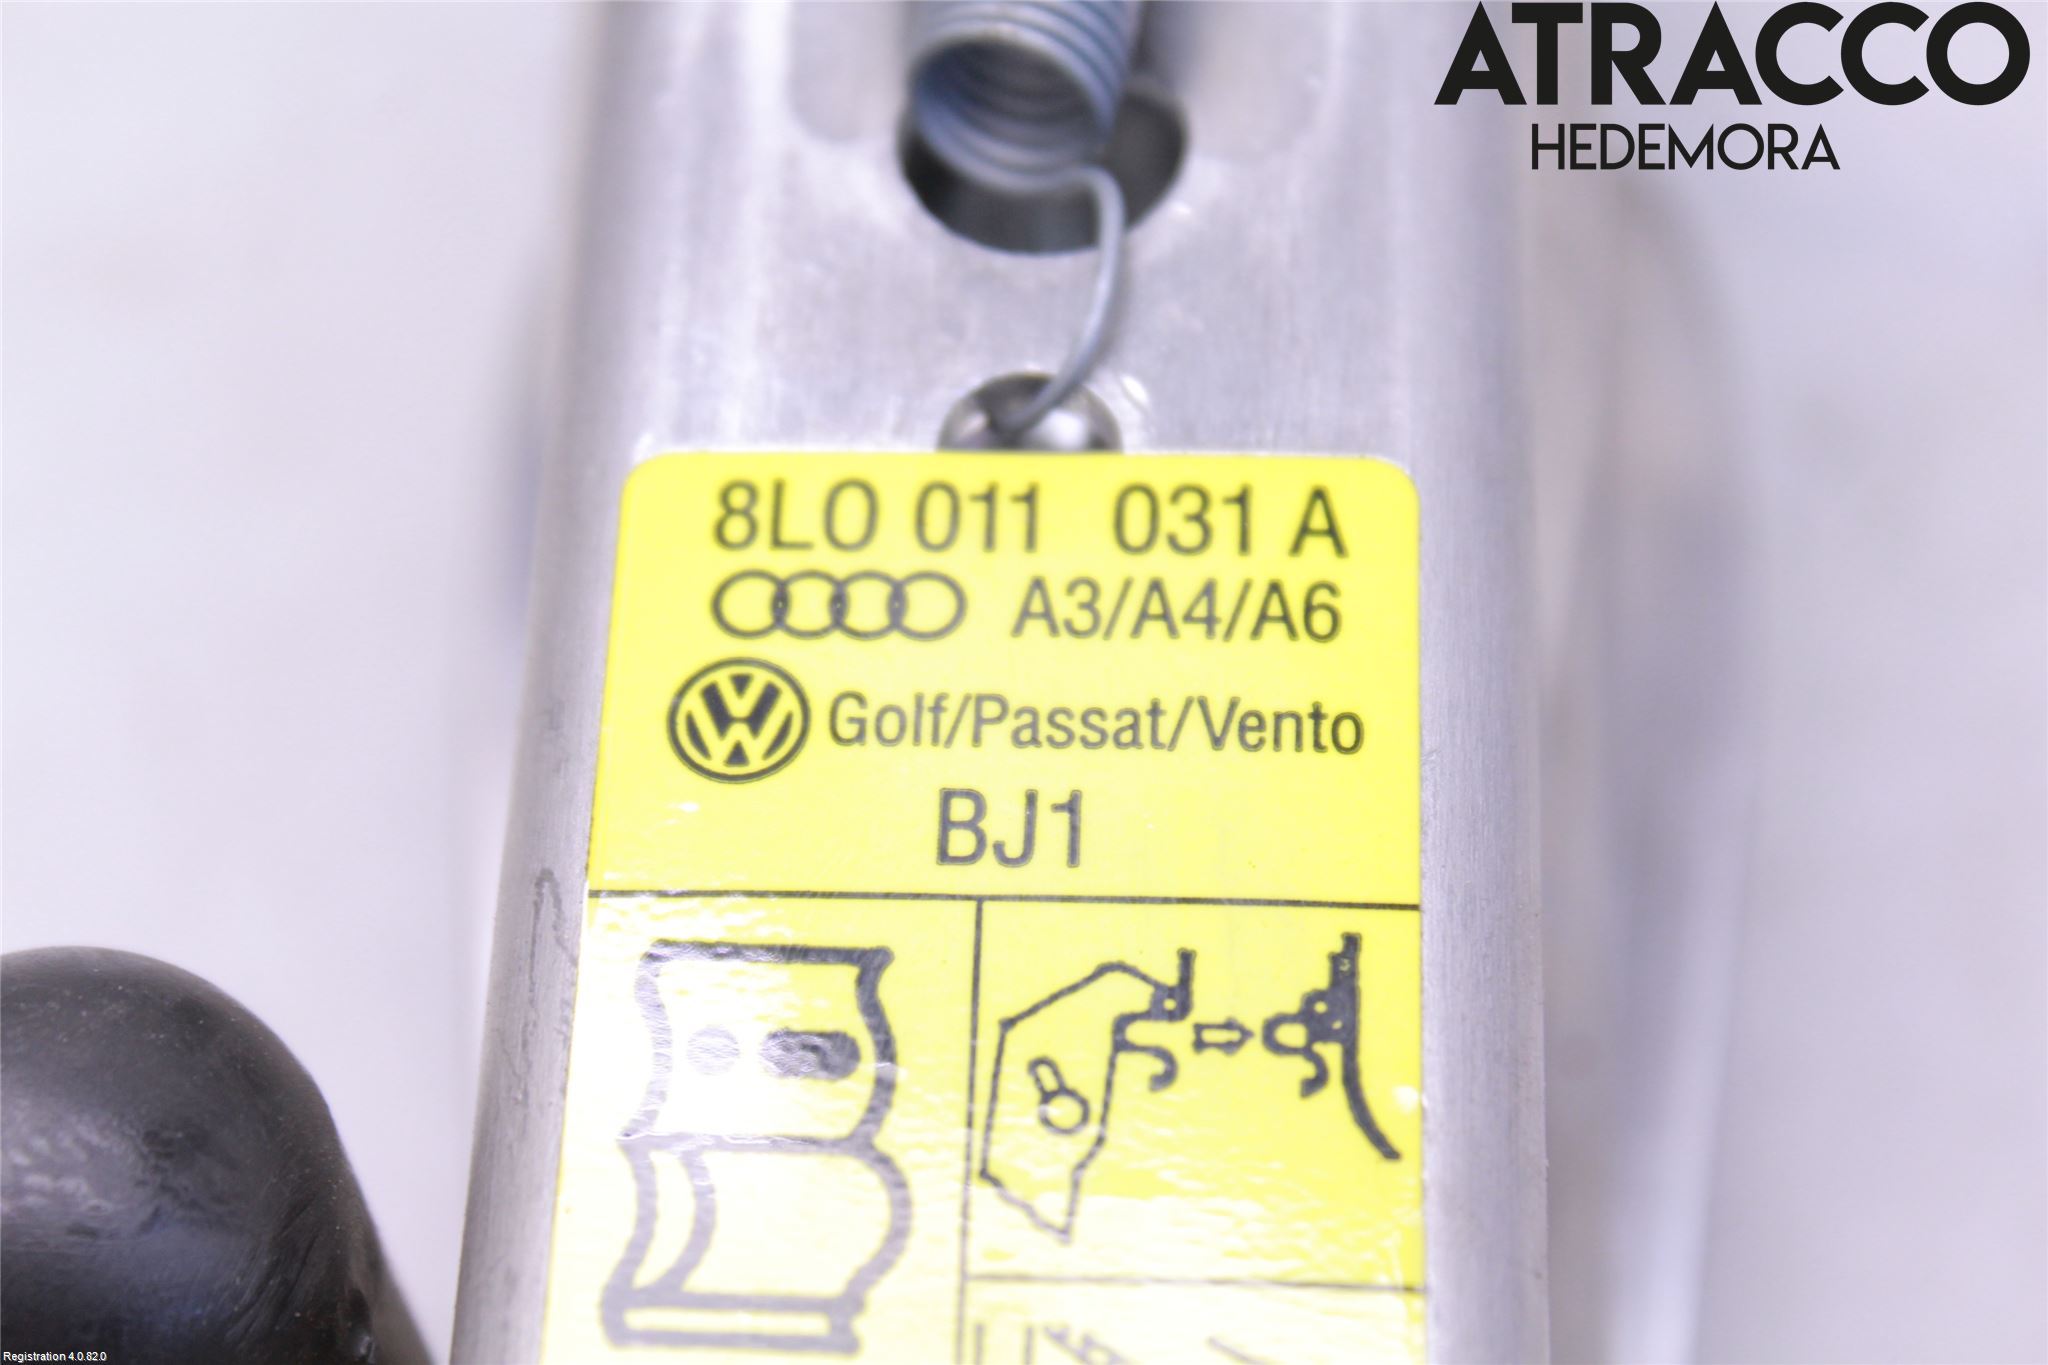 ATRACCO
HEDEMORA
8L0 011 031 A
A3/A4/A6
Golf/Passat/Vento
BJ1
Registration 4.0.82.0